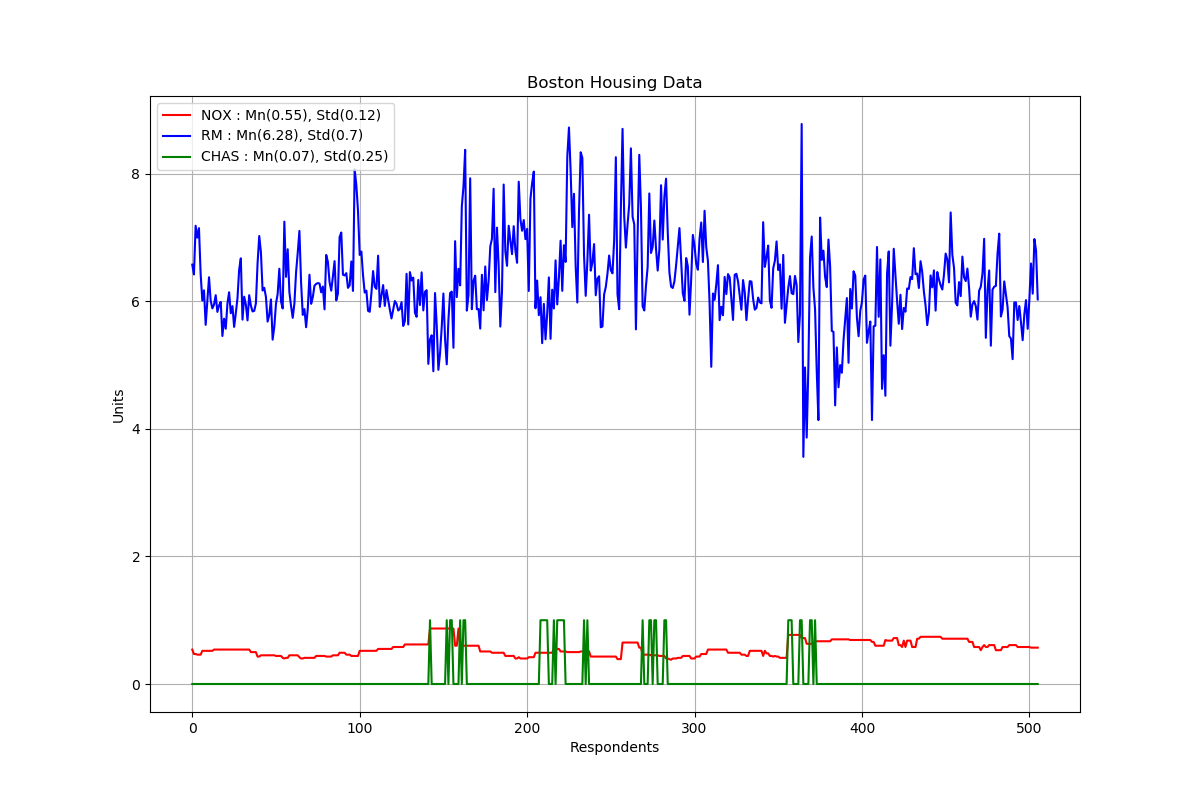 Boston Housing Data
NOX : Mn(0.55), Std(0.12)
RM : Mn(6.28), Std(0.7)
CHAS : Mn(0.07), Std(0.25)
8
6
4
2
0
Units
0 100 200 300 400 500
Respondents